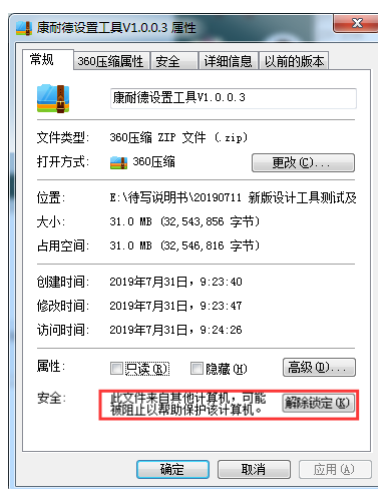 康耐德设置工具V1.0.0.3 属性
常规 360压缩属性 安全 详细信息 以前的版本
康耐德设置工具V1.0.0.3
文件类型: 360压缩 ZIP 文件 (.zip)
打开方式: 360压缩 更改(C)...
位置: E:\待写说明书\20190711 新版设计工具测试及
大小: 31.0 MB (32,543,856 字节)
占用空间: 31.0 MB (32,546,816 字节)
创建时间: 2019年7月31日，9:23:40
修改时间: 2019年7月31日，9:23:47
访问时间: 2019年7月31日，9:24:26
属性: 只读(R) 隐藏(H) 高级(D)...
安全: 此文件来自其他计算机，可能
被阻止以帮助保护该计算机。 解除锁定(K)
确定 取消 应用(A)